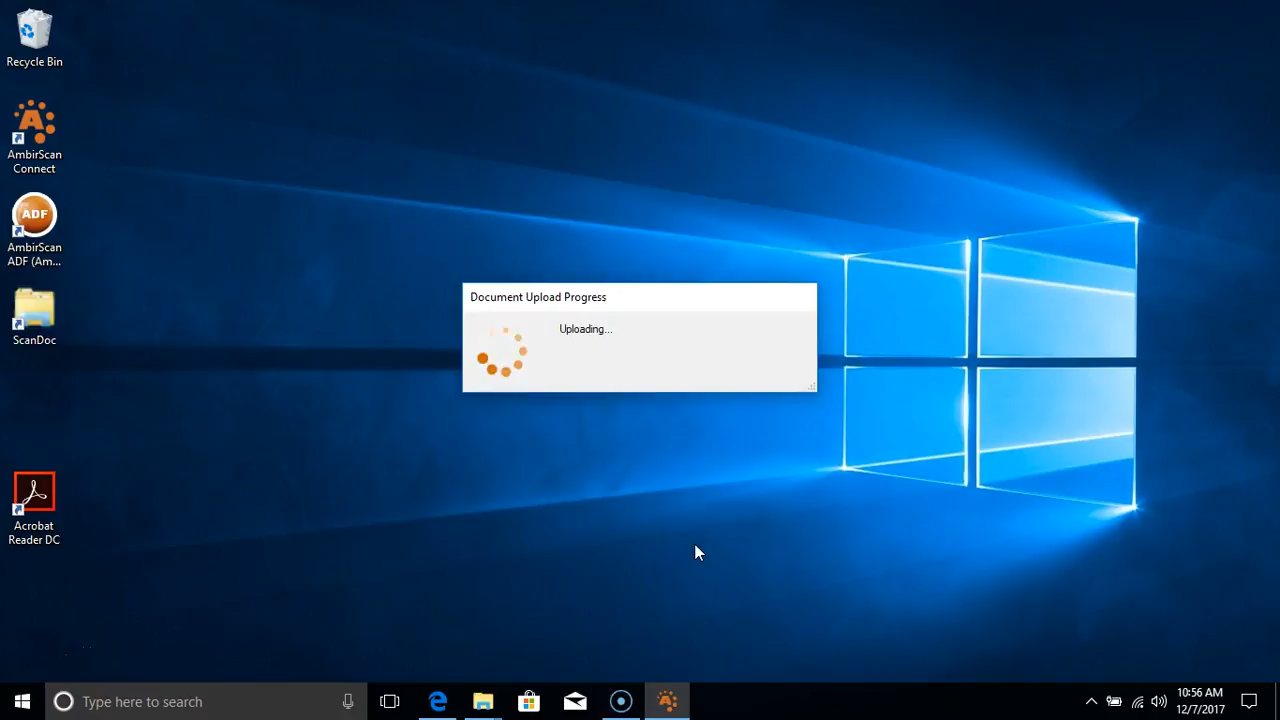 Recycle Bin
AmbirScan
Connect
ADF
AmbirScan
ADF (Am...
ScanDoc
Acrobat
Reader DC
Document Upload Progress
Uploading...
Type here to search
10:56 AM
12/7/2017